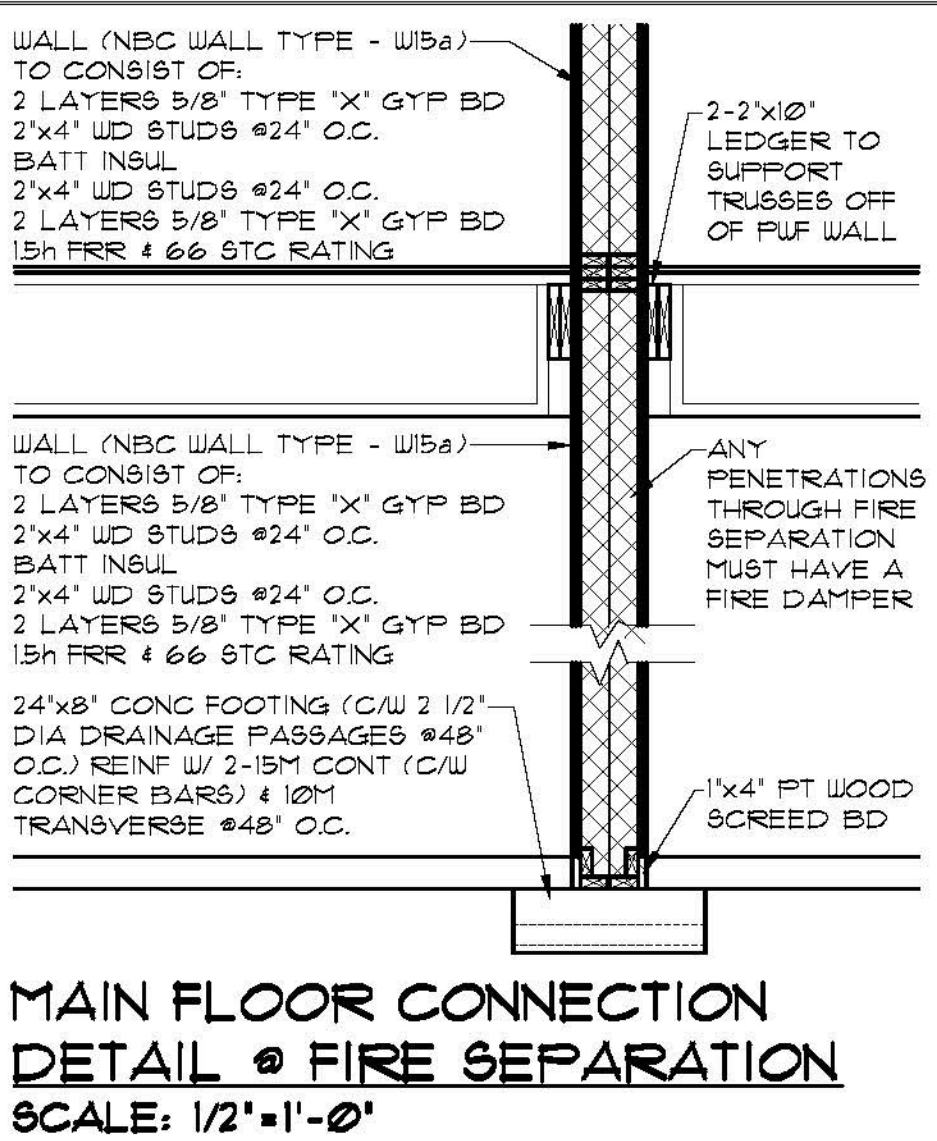 WALL (NBC WALL TYPE - W15a)
TO CONSIST OF:
2 LAYERS 5/8" TYPE "X" GYP BD
2"x4" WD STUDS @24" O.C.
BATT INSUL
2"x4" WD STUDS @24" O.C.
2 LAYERS 5/8" TYPE "X" GYP BD
1.5h FRR & 66 STC RATING
2-2"x10"
LEDGER TO
SUPPORT
TRUSSES OFF
OF PWF WALL
WALL (NBC WALL TYPE - W15a)
TO CONSIST OF:
2 LAYERS 5/8" TYPE "X" GYP BD
2"x4" WD STUDS @24" O.C.
BATT INSUL
2"x4" WD STUDS @24" O.C.
2 LAYERS 5/8" TYPE "X" GYP BD
1.5h FRR & 66 STC RATING
ANY
PENETRATIONS
THROUGH FIRE
SEPARATION
MUST HAVE A
FIRE DAMPER
24"x8" CONC FOOTING (C/W 2 1/2"
DIA DRAINAGE PASSAGES @48"
O.C.) REINF W/ 2-15M CONT (C/W
CORNER BARS) & 10M
TRANSVERSE @48" O.C.
1"x4" PT WOOD
SCREED BD
MAIN FLOOR CONNECTION
DETAIL @ FIRE SEPARATION
SCALE: 1/2"=1'-0"